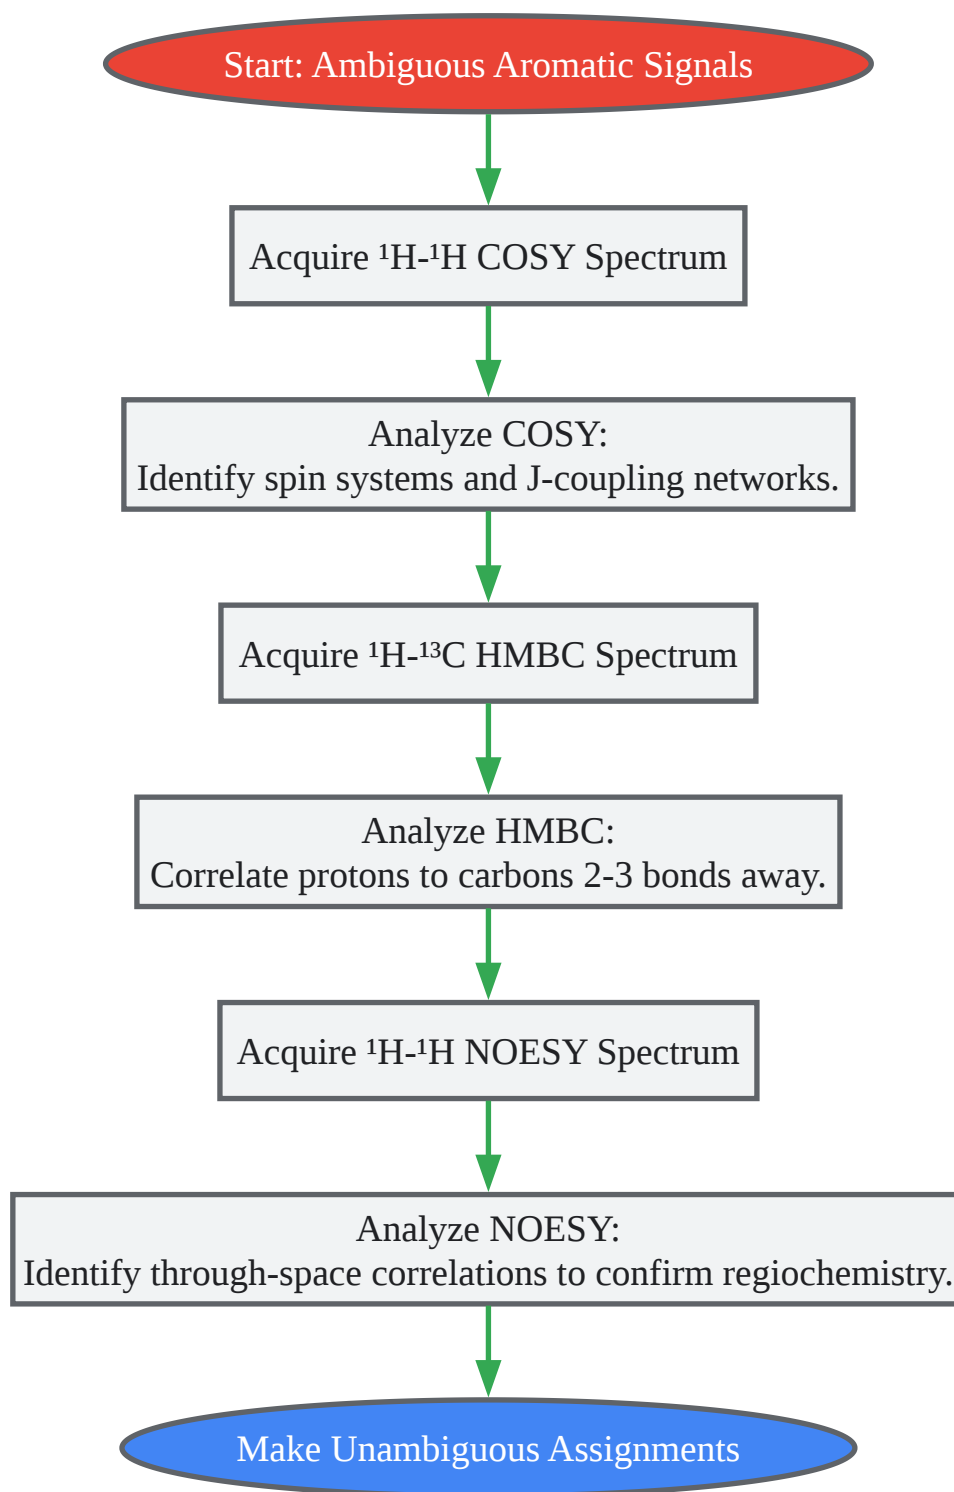 Start: Ambiguous Aromatic Signals
Acquire ¹H-¹H COSY Spectrum
Analyze COSY:
Identify spin systems and J-coupling networks.
Acquire ¹H-¹³C HMBC Spectrum
Analyze HMBC:
Correlate protons to carbons 2-3 bonds away.
Acquire ¹H-¹H NOESY Spectrum
Analyze NOESY:
Identify through-space correlations to confirm regiochemistry.
Make Unambiguous Assignments